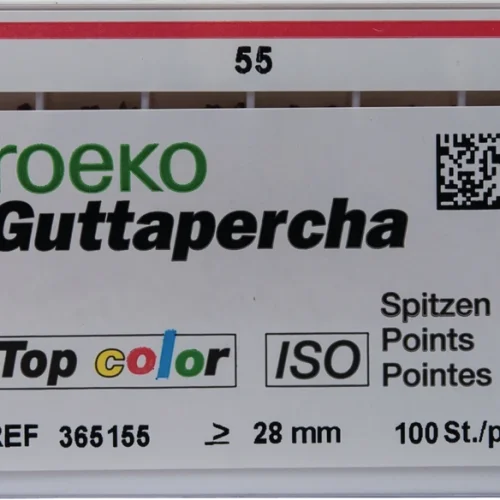 55
roeko
Guttapercha
Spitzen
Points
Pointes
Top color
ISO
REF 365155 ≥ 28 mm 100 St./p